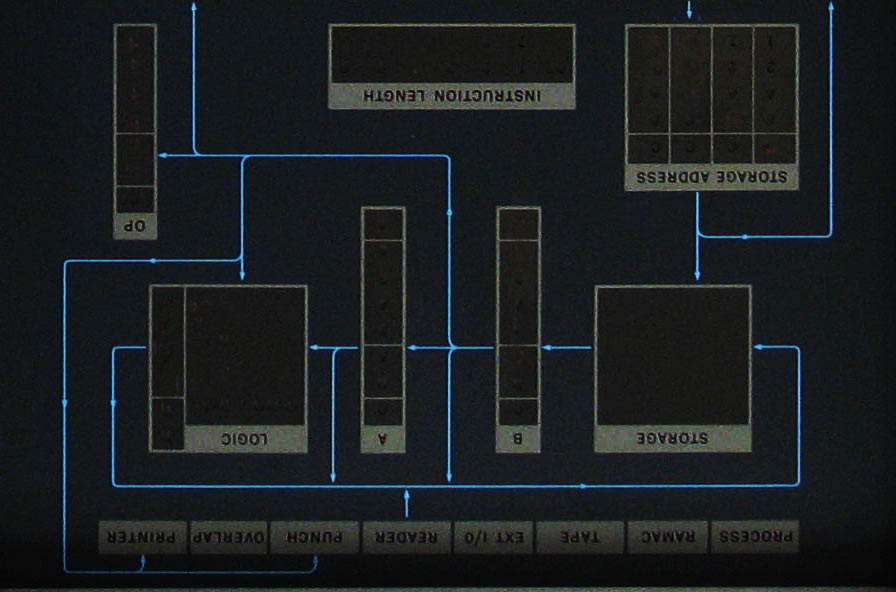 PROCESS
RAMAC
TAPE
EXT I/O
READER
PUNCH
OVERLAP
PRINTER
STORAGE
B
A
LOGIC
OP
STORAGE ADDRESS
INSTRUCTION LENGTH